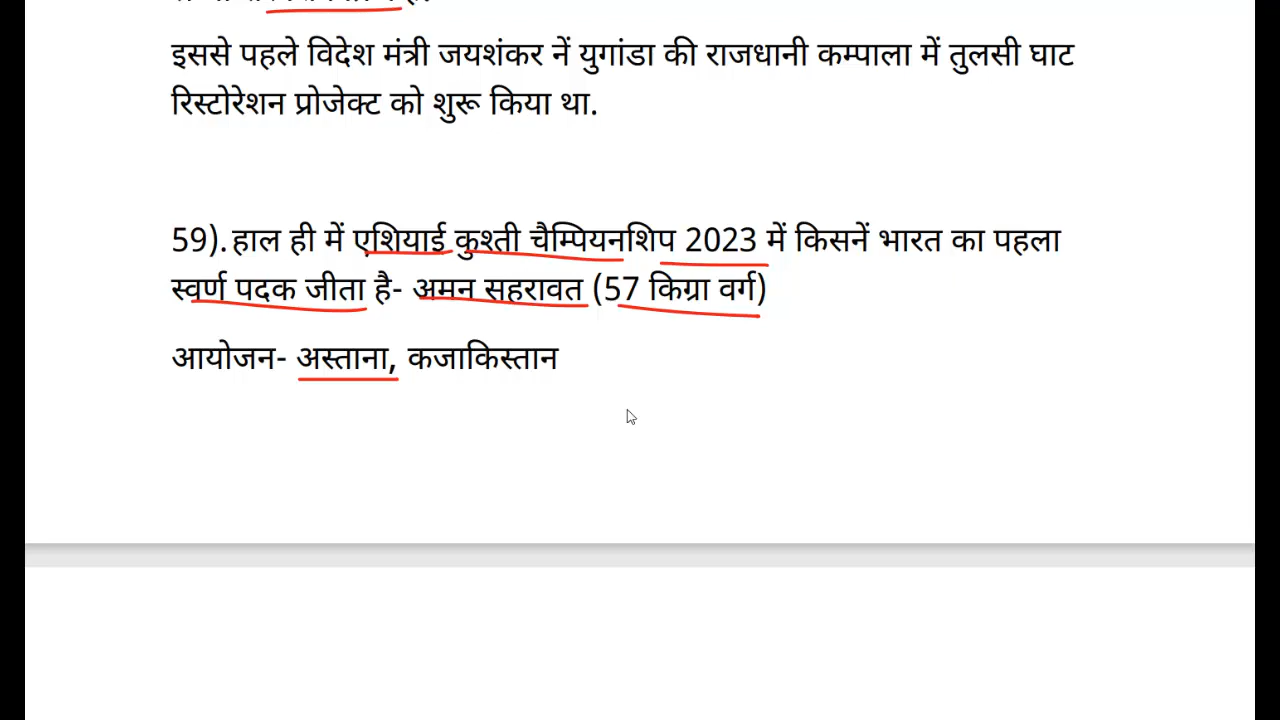 इससे पहले विदेश मंत्री जयशंकर नें युगांडा की राजधानी कम्पाला में तुलसी घाट
रिस्टोरेशन प्रोजेक्ट को शुरू किया था.
59). हाल ही में एशियाई कुश्ती चैम्पियनशिप 2023 में किसनें भारत का पहला
स्वर्ण पदक जीता है- अमन सहरावत (57 किग्रा वर्ग)
आयोजन- अस्ताना, कजाकिस्तान